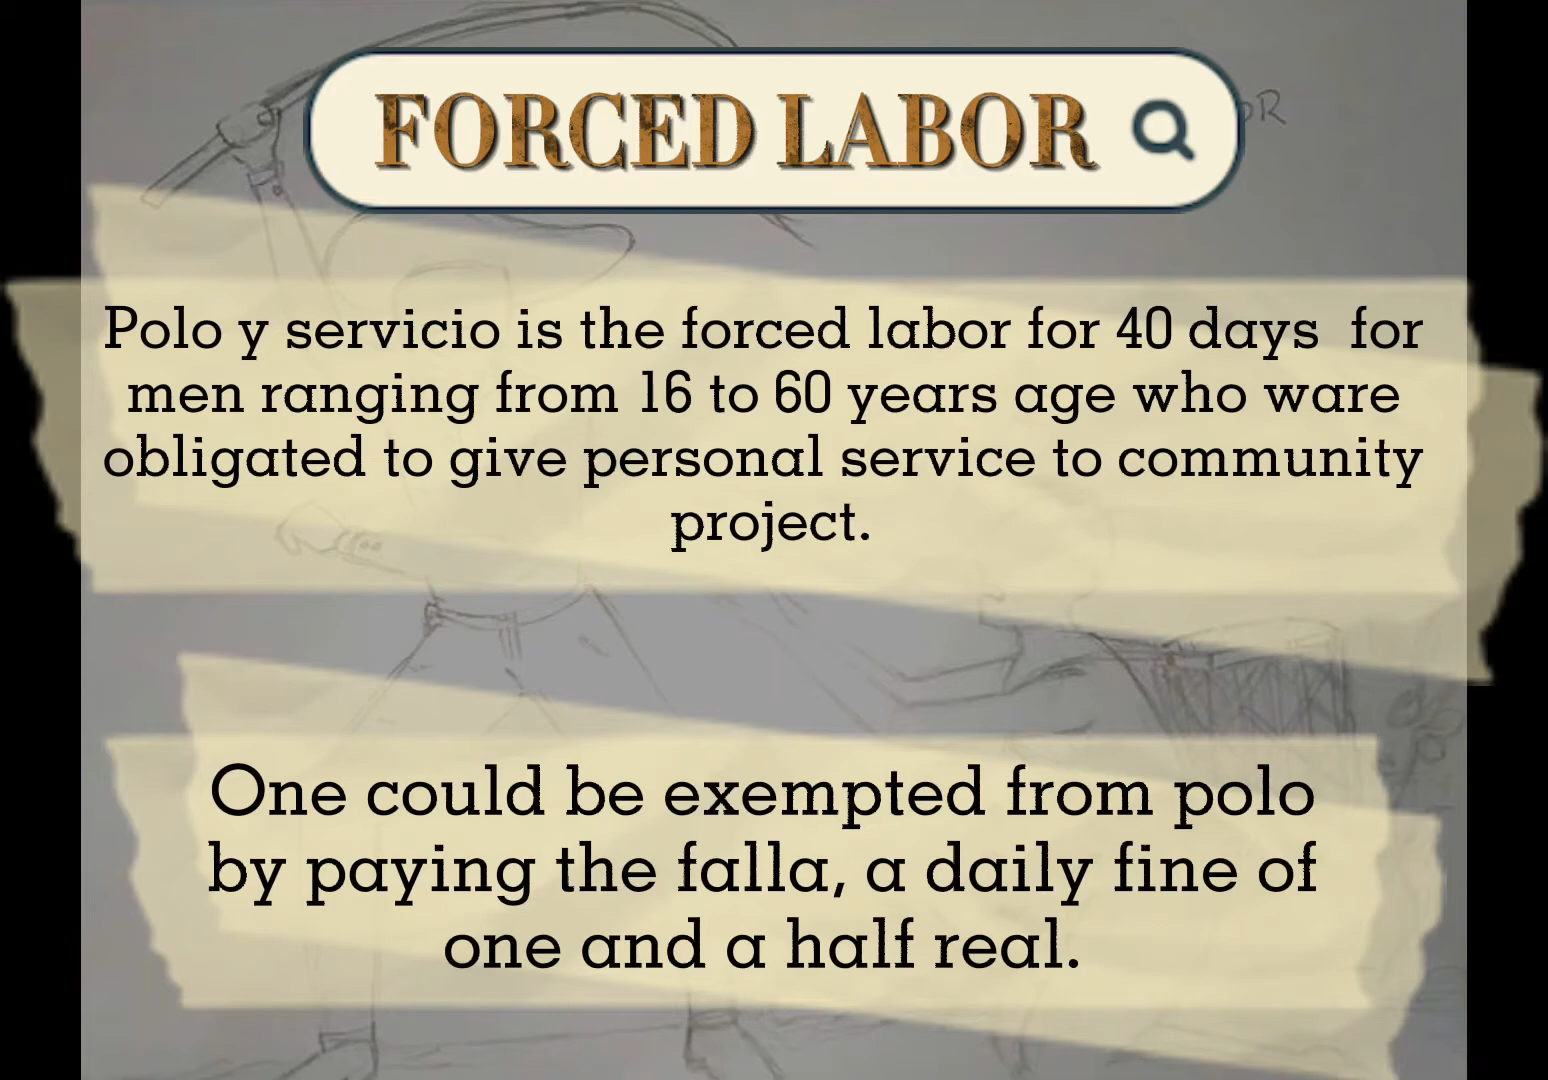 FORCED LABOR
Polo y servicio is the forced labor for 40 days for
men ranging from 16 to 60 years age who ware
obligated to give personal service to community
project.
One could be exempted from polo
by paying the falla, a daily fine of
one and a half real.